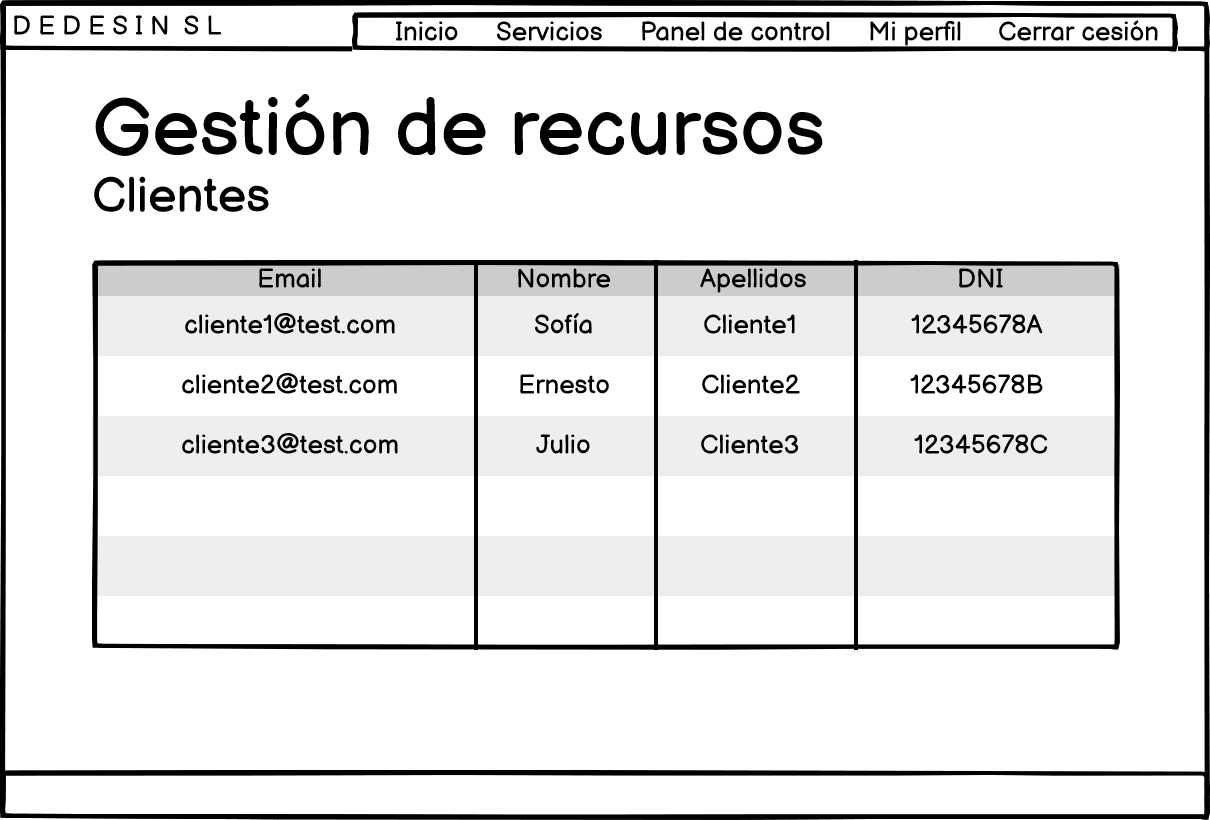 DEDESIN SL
Inicio Servicios Panel de control Mi perfil Cerrar cesión
Gestión de recursos
Clientes
Email Nombre Apellidos DNI
cliente1@test.com Sofía Cliente1 12345678A
cliente2@test.com Ernesto Cliente2 12345678B
cliente3@test.com Julio Cliente3 12345678C